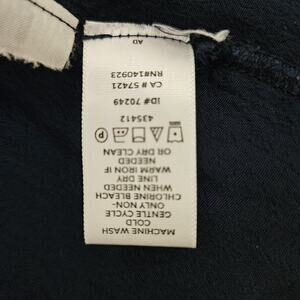 MACHINE WASH
COLD
GENTLE CYCLE
ONLY NON-
CHLORINE BLEACH
WHEN NEEDED
LINE DRY
WARM IRON IF
NEEDED
OR DRY CLEAN
P
435412
ID# 70249
CA# 57421
RN#140923
AD